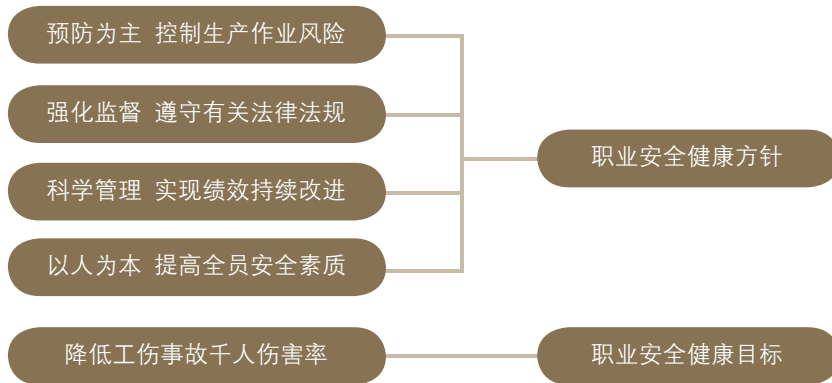 预防为主 控制生产作业风险
强化监督 遵守有关法律法规
科学管理 实现绩效持续改进
以人为本 提高全员安全素质
职业安全健康方针
降低工伤事故千人伤害率
职业安全健康目标